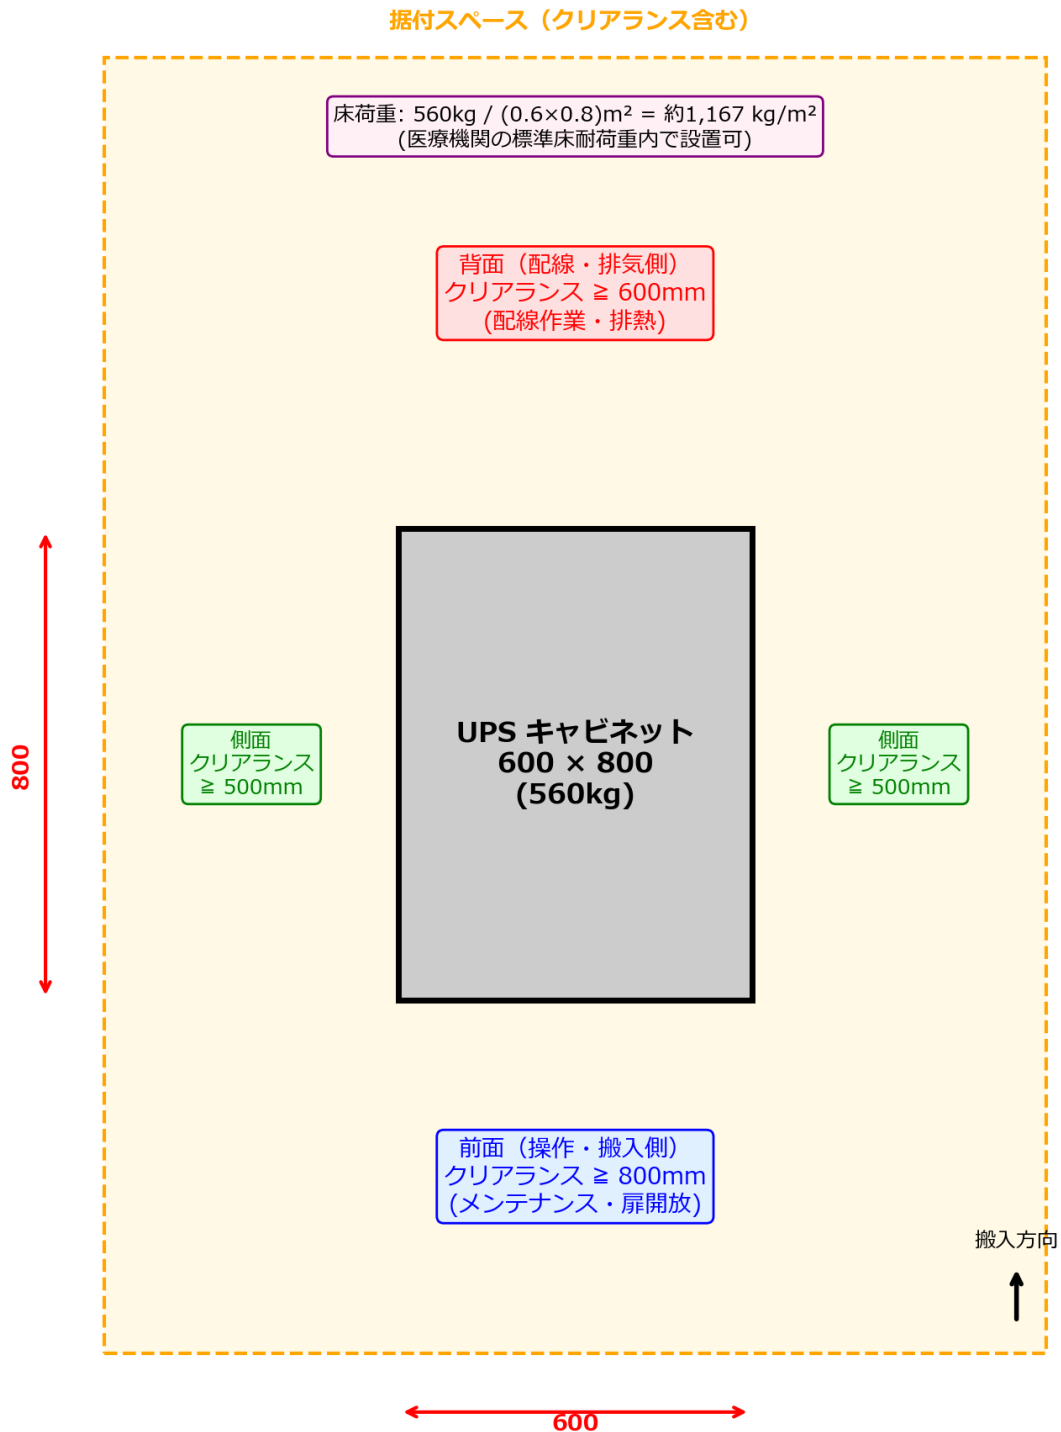 据付スペース（クリアランス含む）
床荷重: 560kg / (0.6×0.8)m² = 約1,167 kg/m²
(医療機関の標準床耐荷重内で設置可)
背面（配線・排気側）
クリアランス ≧ 600mm
(配線作業・排熱)
800
側面
クリアランス
≧ 500mm
UPS キャビネット
600 × 800
(560kg)
側面
クリアランス
≧ 500mm
前面（操作・搬入側）
クリアランス ≧ 800mm
(メンテナンス・扉開放)
搬入方向
600